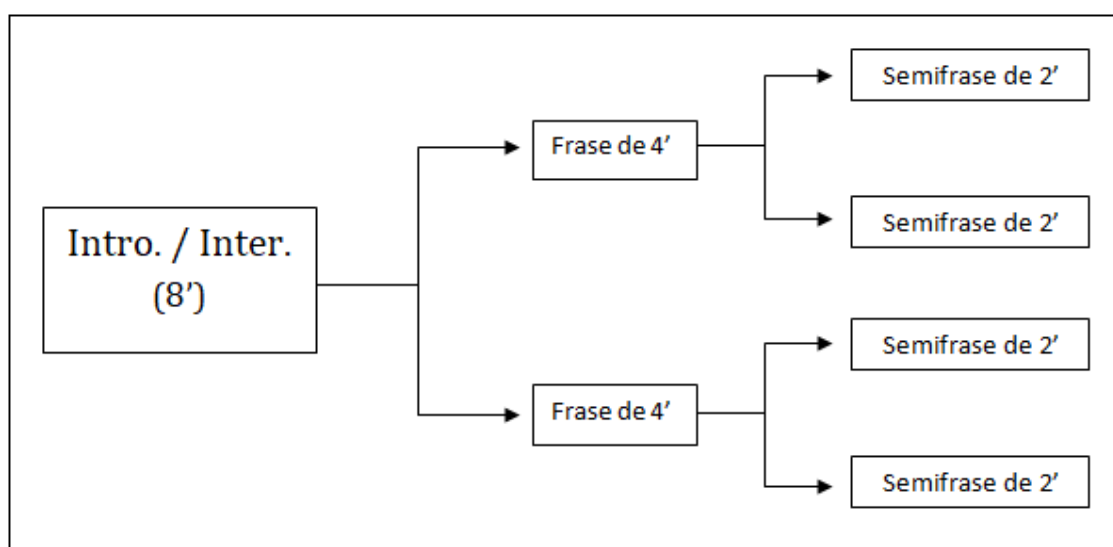 Intro. / Inter.
(8’)
Frase de 4’
Semifrase de 2’
Semifrase de 2’
Frase de 4’
Semifrase de 2’
Semifrase de 2’